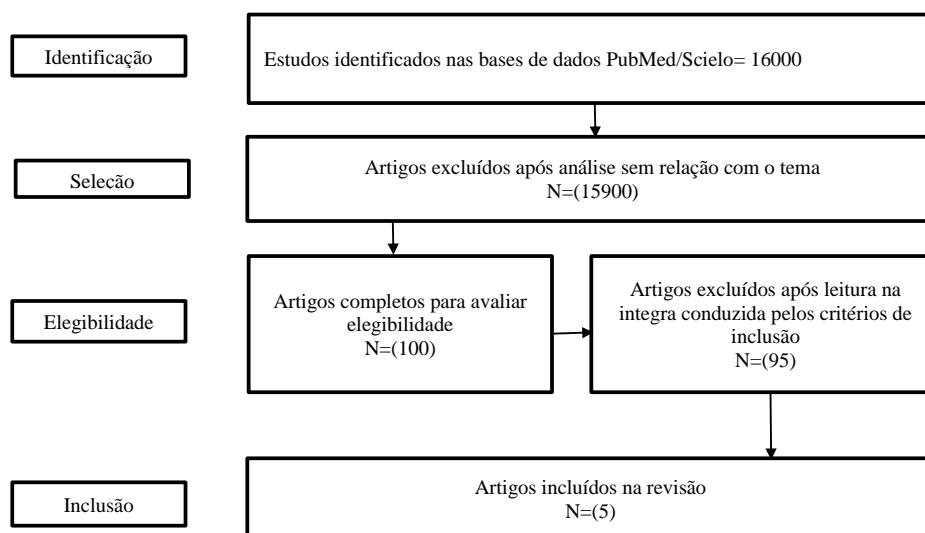 Identificação
Estudos identificados nas bases de dados PubMed/Scielo= 16000
Selecão
Artigos excluídos após análise sem relação com o tema
N=(15900)
Elegibilidade
Artigos completos para avaliar
elegibilidade
N=(100)
Artigos excluídos após leitura na
integra conduzida pelos critérios de
inclusão
N=(95)
Inclusão
Artigos incluídos na revisão
N=(5)